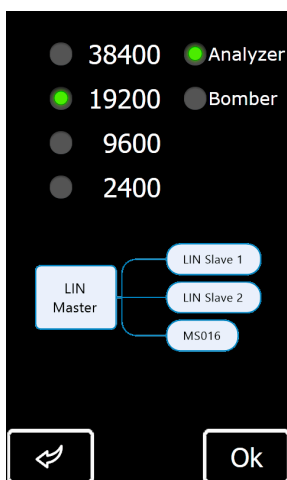 38400 Analyzer
19200 Bomber
9600
2400
LIN Master
LIN Slave 1
LIN Slave 2
MS016
Ok